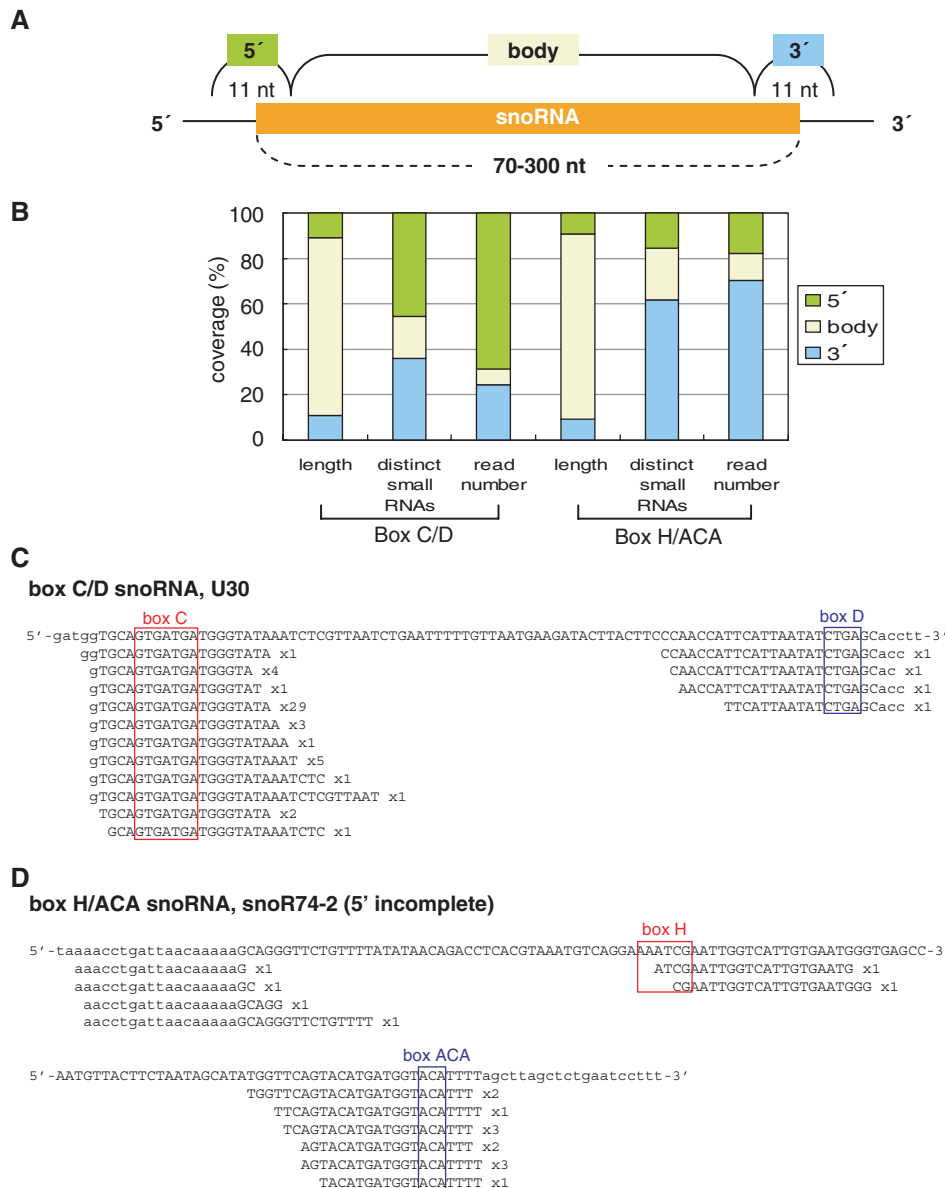 A
5´ body 3´
11 nt 11 nt
5´ snoRNA 3´
70-300 nt
B
coverage (%)
100
80
60
40
20
0
5´
body
3´
length distinct small RNAs read number length distinct small RNAs read number
Box C/D Box H/ACA
C
box C/D snoRNA, U30
box C box D
5’-gatggTGCAGTGATGATGGGTATAAATCTCGTTAATCTGAATTTTTGTTAATGAAGATACTTACTTCCCAACCATTCATTAATATCTGAGCacctt-3’
ggTGCAGTGATGATGGGTATA x1 CCAACCATTCATTAATATCTGAGCacc x1
gTGCAGTGATGATGGGTA x4 CAACCATTCATTAATATCTGAGCac x1
gTGCAGTGATGATGGGTAT x1 AACCATTCATTAATATCTGAGCacc x1
gTGCAGTGATGATGGGTATA x29 TTCATTAATATCTGAGCacc x1
gTGCAGTGATGATGGGTATAA x3
gTGCAGTGATGATGGGTATAAA x1
gTGCAGTGATGATGGGTATAAAT x5
gTGCAGTGATGATGGGTATAAATCTC x1
gTGCAGTGATGATGGGTATAAATCTCGTTAAT x1
TGCAGTGATGATGGGTATA x2
GCAGTGATGATGGGTATAAATCTC x1
D
box H/ACA snoRNA, snoR74-2 (5’ incomplete)
box H
5’-taaaacctgattaacaaaaaGCAGGGTTCTGTTTTATATAACAGACCTCACGTAAATGTCAGGAAAATCGAATTGGTCATTGTGAATGGGTGAGCC-3
aaacctgattaacaaaaaG x1 ATCGAATTGGTCATTGTGAATG x1
aaacctgattaacaaaaaGC x1 CGAATTGGTCATTGTGAATGGG x1
aacctgattaacaaaaaGCAGG x1
aacctgattaacaaaaaGCAGGGTTCTGTTTT x1
box ACA
5’-AATGTTACTTCTAATAGCATATGGTTCAGTACATGATGGTACATTTTagcttagctctgaatccttt-3’
TGGTTCAGTACATGATGGTACATTT x2
TTCAGTACATGATGGTACATTTT x1
TCAGTACATGATGGTACATTT x3
AGTACATGATGGTACATTT x2
AGTACATGATGGTACATTTT x3
TACATGATGGTACATTTT x1